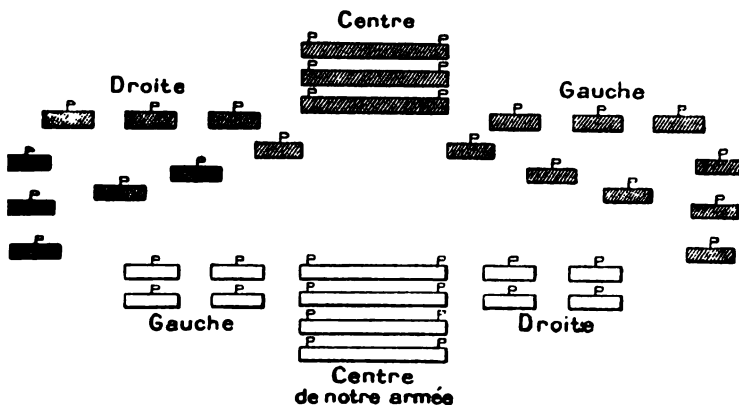 Centre
Droite
Gauche
Gauche
Droite
Centre
de notre armée